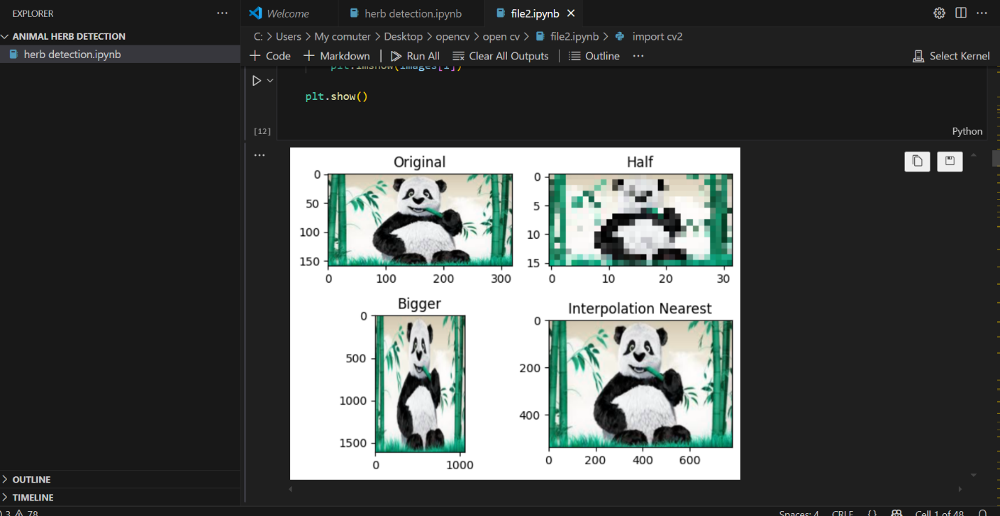 EXPLORER
Welcome
herb detection.ipynb
file2.ipynb
ANIMAL HERB DETECTION
C: > Users > My comuter > Desktop > opencv > open cv > file2.ipynb > import cv2
herb detection.ipynb
Code
Markdown
Run All
Clear All Outputs
Outline
Select Kernel
plt.imshow(images[i])
plt.show()
[12]
Python
Original
0
50
100
150
0 100 200 300
Half
0
5
10
15
0 10 20 30
Bigger
0
500
1000
1500
0 1000
Interpolation Nearest
0
200
400
0 200 400 600
OUTLINE
TIMELINE
3 78
Spaces: 4 CRLF {} Cell 1 of 48